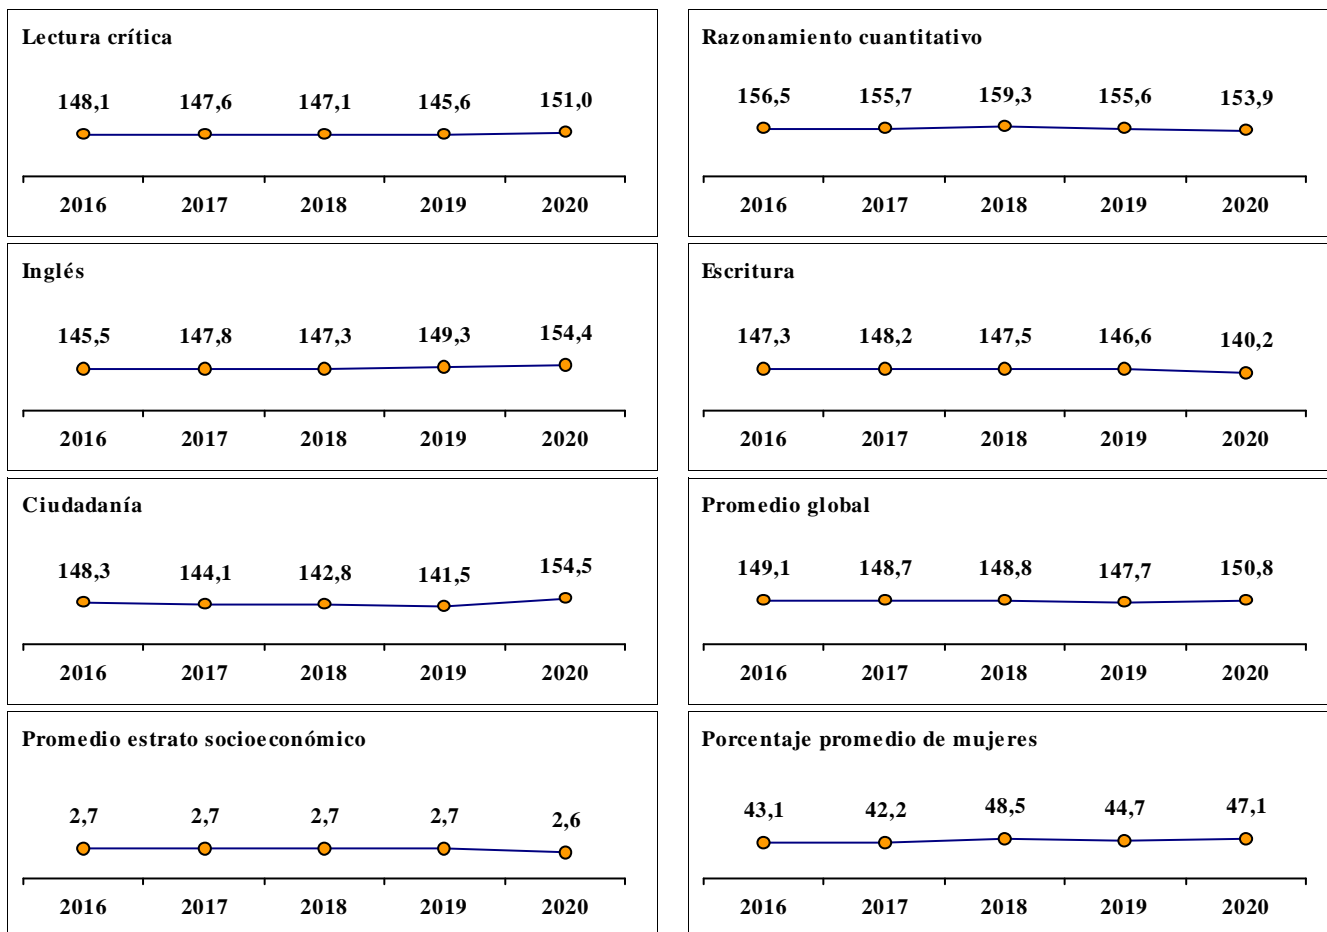 Lectura crítica
148,1 147,6 147,1 145,6 151,0
2016 2017 2018 2019 2020
Razonamiento cuantitativo
156,5 155,7 159,3 155,6 153,9
2016 2017 2018 2019 2020
Inglés
145,5 147,8 147,3 149,3 154,4
2016 2017 2018 2019 2020
Escritura
147,3 148,2 147,5 146,6 140,2
2016 2017 2018 2019 2020
Ciudadanía
148,3 144,1 142,8 141,5 154,5
2016 2017 2018 2019 2020
Promedio global
149,1 148,7 148,8 147,7 150,8
2016 2017 2018 2019 2020
Promedio estrato socioeconómico
2,7 2,7 2,7 2,7 2,6
2016 2017 2018 2019 2020
Porcentaje promedio de mujeres
43,1 42,2 48,5 44,7 47,1
2016 2017 2018 2019 2020